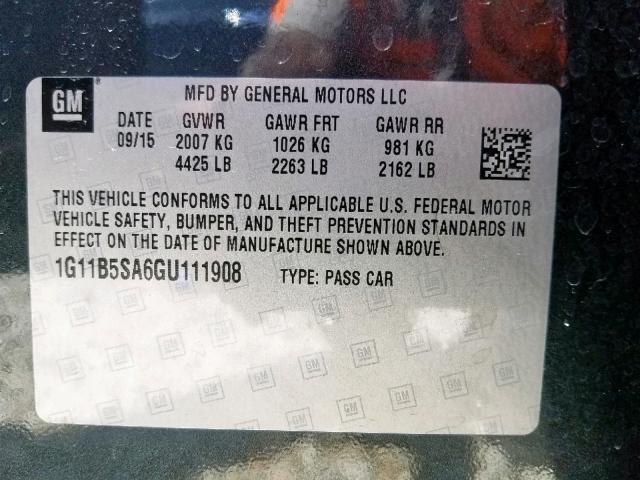 GM
MFD BY GENERAL MOTORS LLC
DATE GVWR GAWR FRT GAWR RR
09/15 2007 KG 1026 KG 981 KG
4425 LB 2263 LB 2162 LB
THIS VEHICLE CONFORMS TO ALL APPLICABLE U.S. FEDERAL MOTOR
VEHICLE SAFETY, BUMPER, AND THEFT PREVENTION STANDARDS IN
EFFECT ON THE DATE OF MANUFACTURE SHOWN ABOVE.
1G11B5SA6GU111908 TYPE: PASS CAR